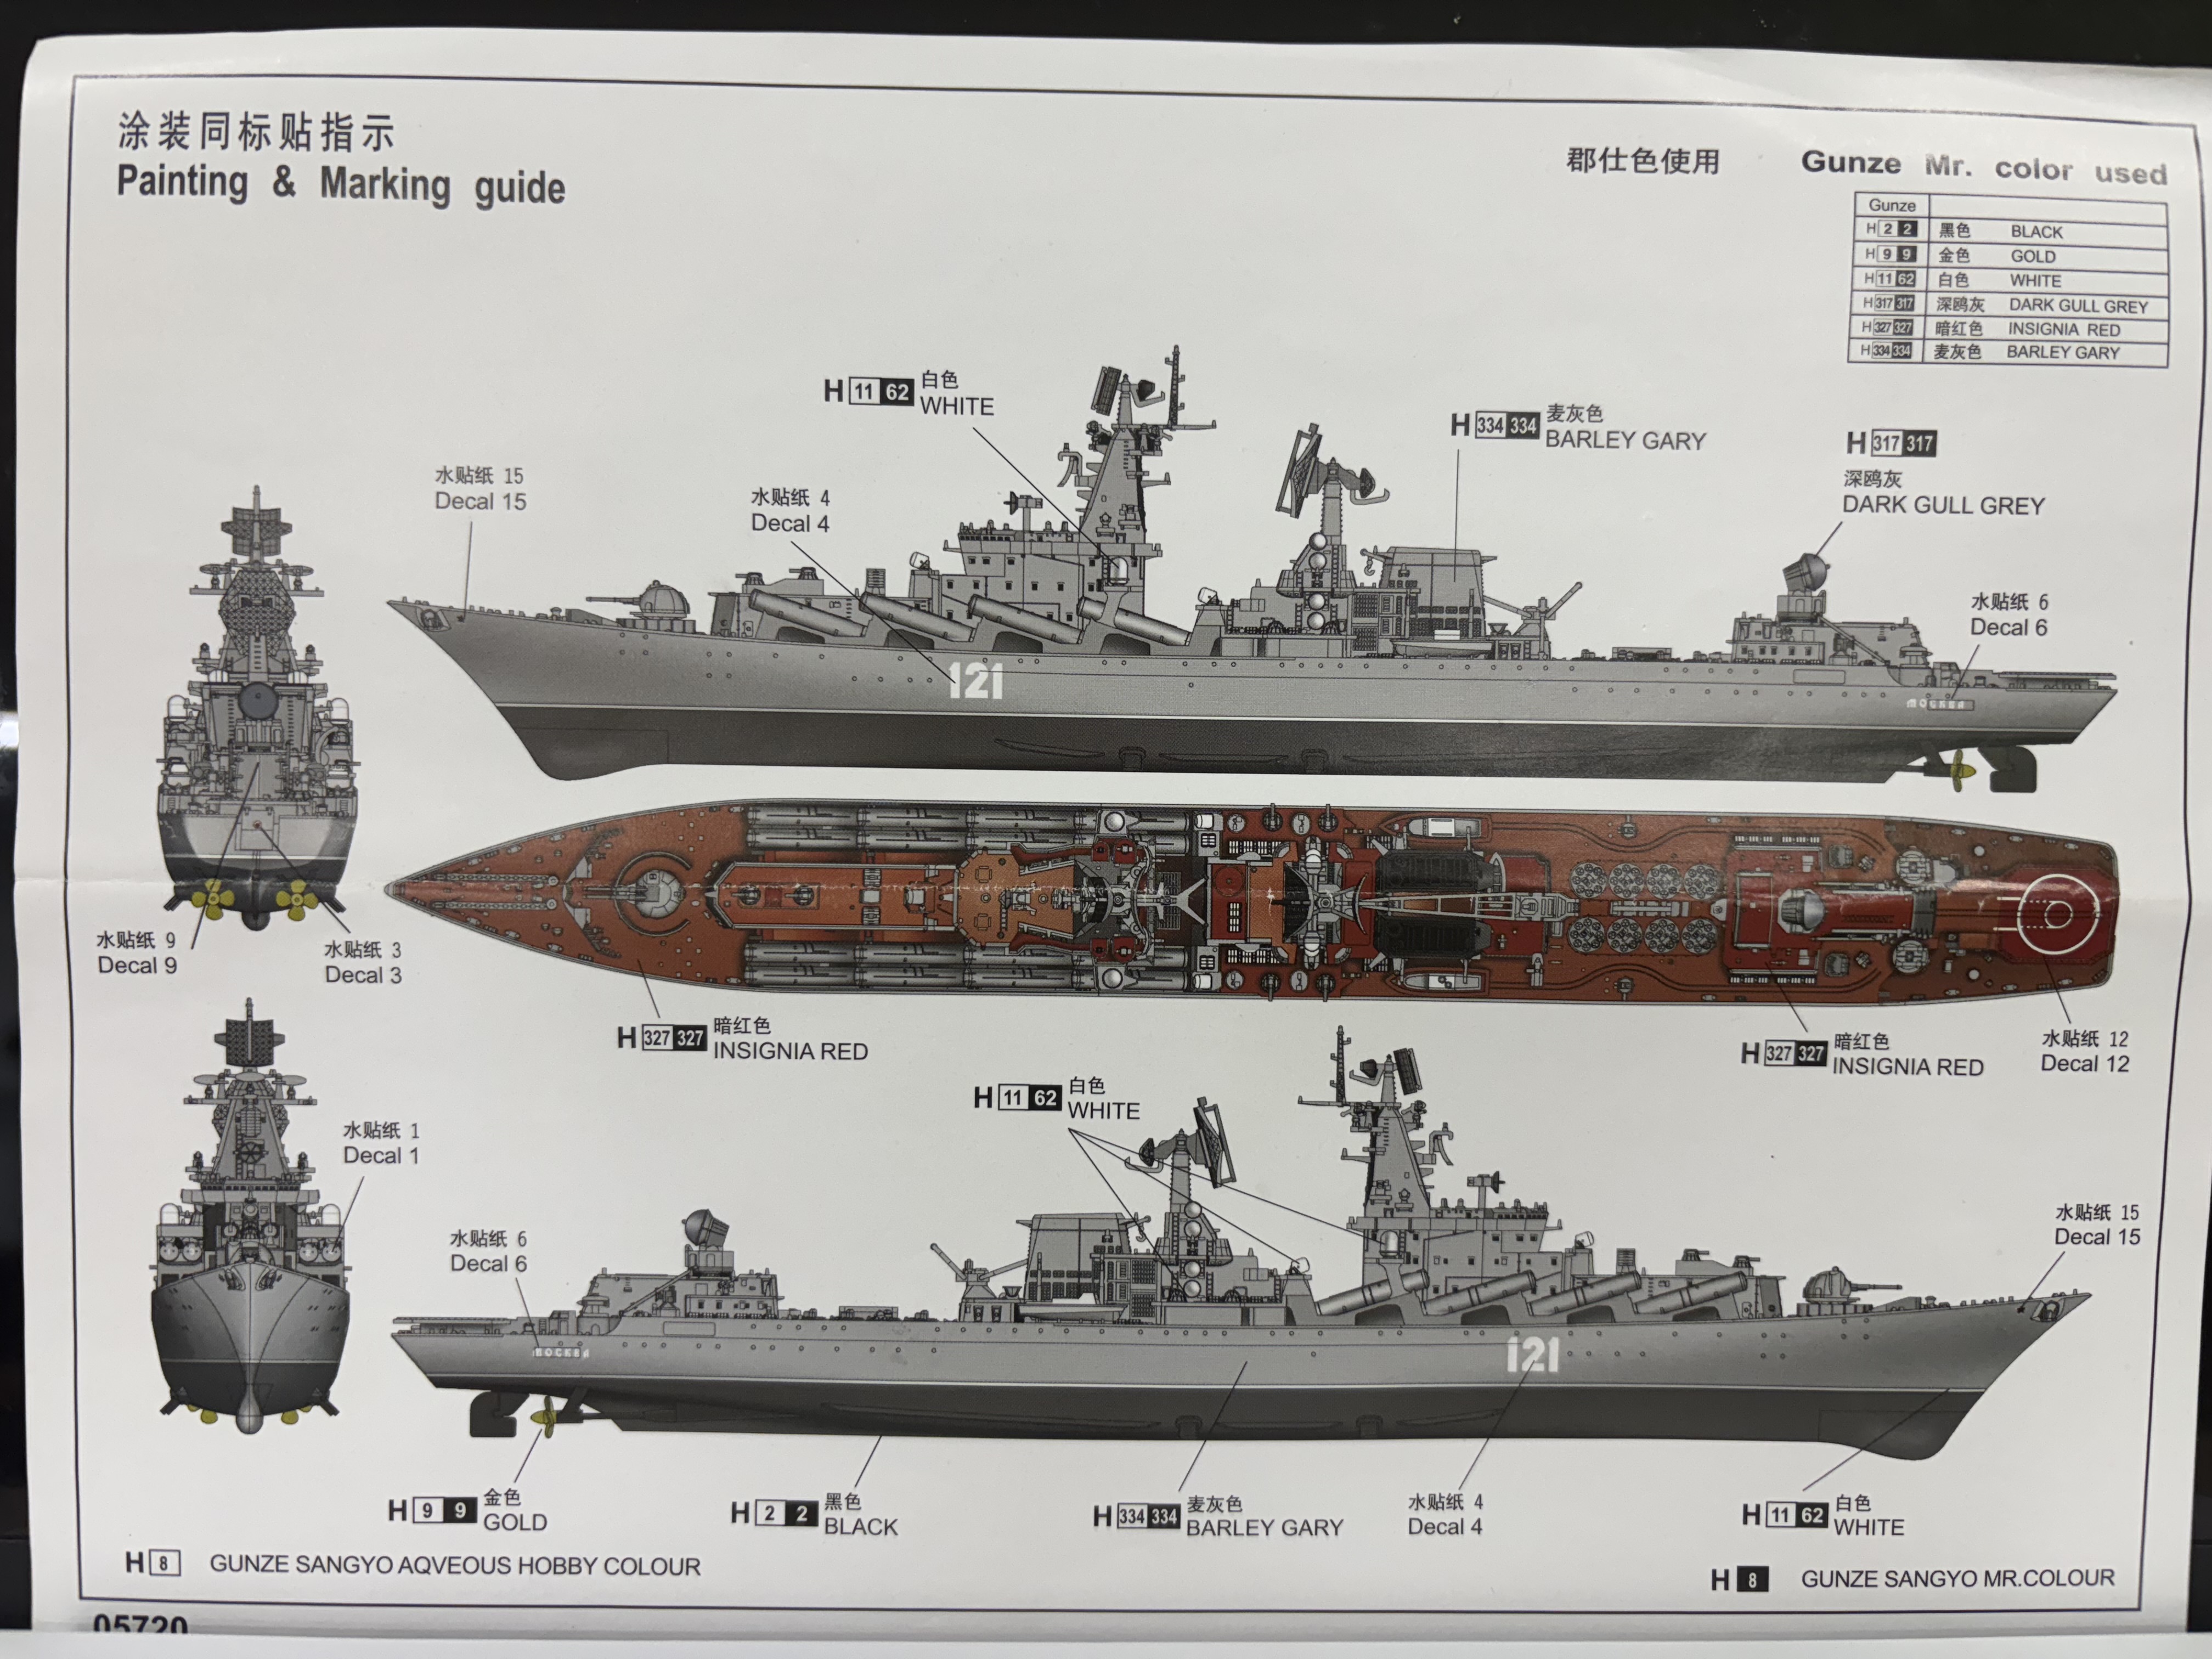 涂装同标贴指示
Painting & Marking guide
郡仕色使用 Gunze Mr. color used
Gunze
H 2 2 黑色 BLACK
H 9 9 金色 GOLD
H 11 62 白色 WHITE
H 317 317 深鸥灰 DARK GULL GREY
H 327 327 暗红色 INSIGNIA RED
H 334 334 麦灰色 BARLEY GARY
H 11 62 白色
WHITE
H 334 334 麦灰色
BARLEY GARY
H 317 317
深鸥灰
DARK GULL GREY
水贴纸 15
Decal 15
水贴纸 4
Decal 4
水贴纸 6
Decal 6
121
МОСКВА
水贴纸 9
Decal 9
水贴纸 3
Decal 3
H 327 327 暗红色
INSIGNIA RED
H 327 327 暗红色
INSIGNIA RED
水贴纸 12
Decal 12
水贴纸 1
Decal 1
H 11 62 白色
WHITE
水贴纸 6
Decal 6
水贴纸 15
Decal 15
МОСКВА
121
H 9 9 金色
GOLD
H 2 2 黑色
BLACK
H 334 334 麦灰色
BARLEY GARY
水贴纸 4
Decal 4
H 11 62 白色
WHITE
H 8 GUNZE SANGYO AQVEOUS HOBBY COLOUR
H 8 GUNZE SANGYO MR.COLOUR
05720